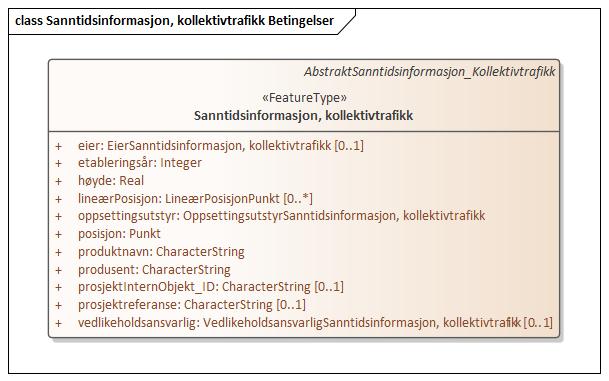 class Sanntidsinformasjon, kollektivtrafikk Betingelser
AbstraktSanntidsinformasjon_Kollektivtrafikk
«FeatureType»
Sanntidsinformasjon, kollektivtrafikk
+ eier: EierSanntidsinformasjon, kollektivtrafikk [0..1]
+ etableringsår: Integer
+ høyde: Real
+ lineærPosisjon: LineærPosisjonPunkt [0..*]
+ oppsettingsutstyr: OppsettingsutstyrSanntidsinformasjon, kollektivtrafikk
+ posisjon: Punkt
+ produktnavn: CharacterString
+ produsent: CharacterString
+ prosjektInternObjekt_ID: CharacterString [0..1]
+ prosjektreferanse: CharacterString [0..1]
+ vedlikeholdsansvarlig: VedlikeholdsansvarligSanntidsinformasjon, kollektivtrafikk [0..1]